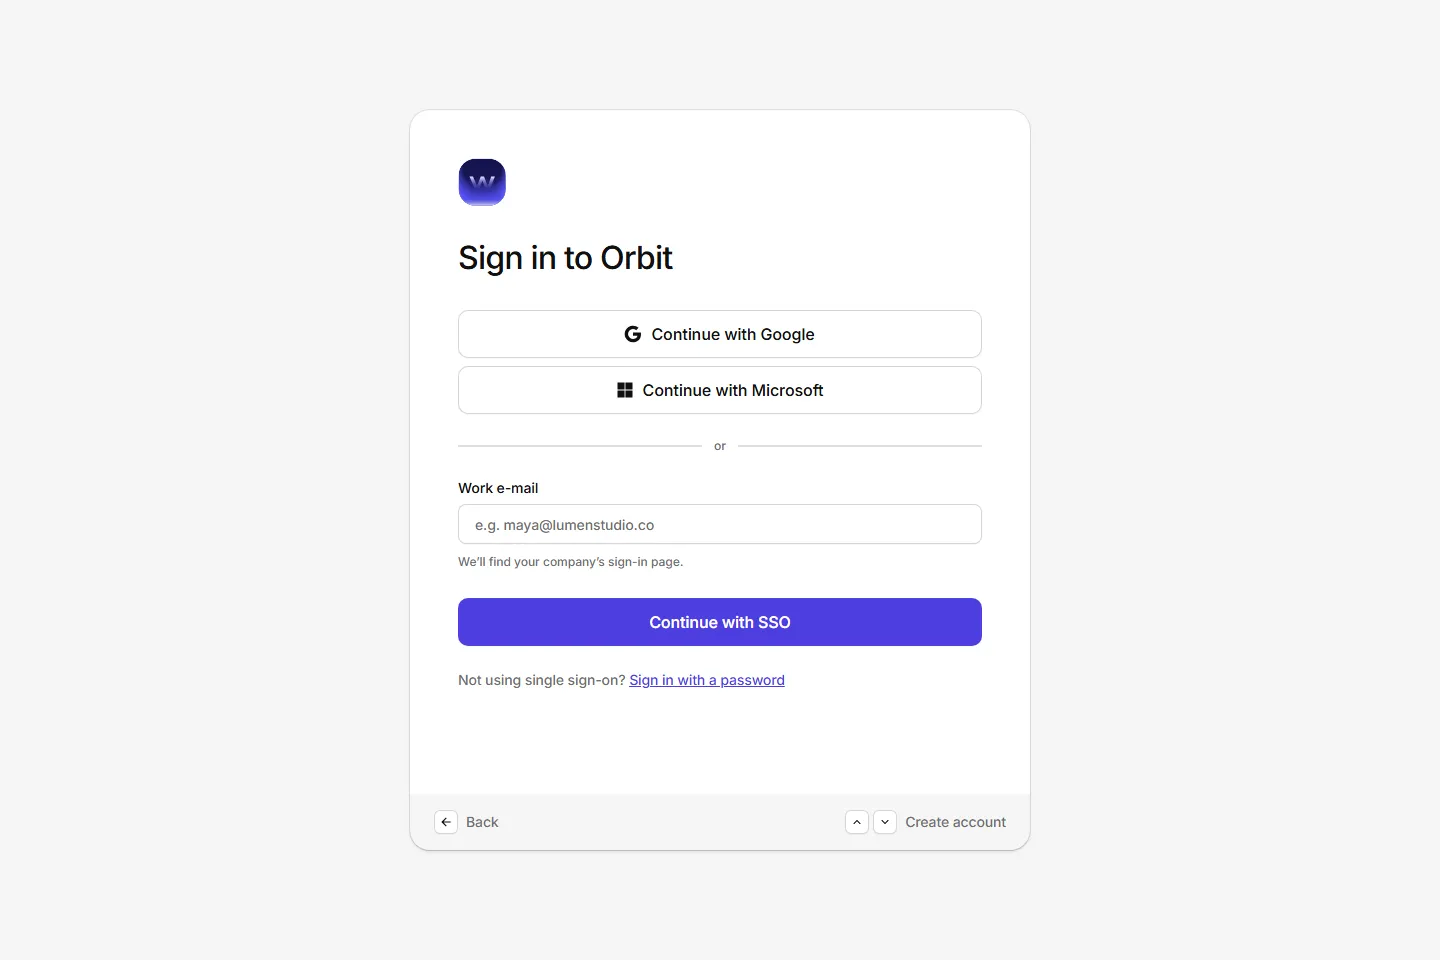 W
Sign in to Orbit
Continue with Google
Continue with Microsoft
or
Work e-mail
e.g. maya@lumenstudio.co
We'll find your company's sign-in page.
Continue with SSO
Not using single sign-on? Sign in with a password
Back
Create account